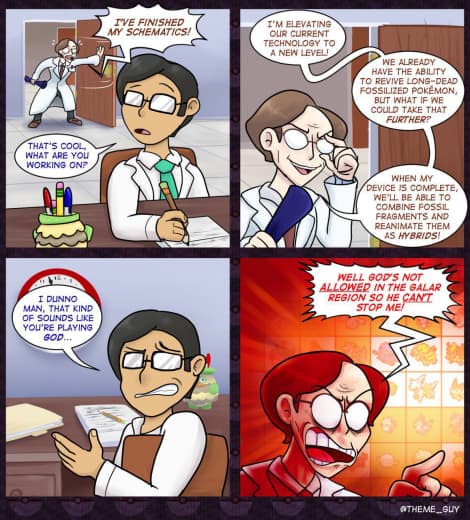 I'VE FINISHED
MY SCHEMATICS!
THAT'S COOL,
WHAT ARE YOU
WORKING ON?
I'M ELEVATING
OUR CURRENT
TECHNOLOGY TO
A NEW LEVEL!
WE ALREADY
HAVE THE ABILITY
TO REVIVE LONG-DEAD
FOSSILIZED POKÉMON,
BUT WHAT IF WE
COULD TAKE THAT
FURTHER?
WHEN MY
DEVICE IS COMPLETE,
WE'LL BE ABLE TO
COMBINE FOSSIL
FRAGMENTS AND
REANIMATE THEM
AS HYBRIDS!
I DUNNO
MAN, THAT KIND
OF SOUNDS LIKE
YOU'RE PLAYING
GOD...
WELL GOD'S NOT
ALLOWED IN THE GALAR
REGION SO HE CAN'T
STOP ME!
@THEME_GUY